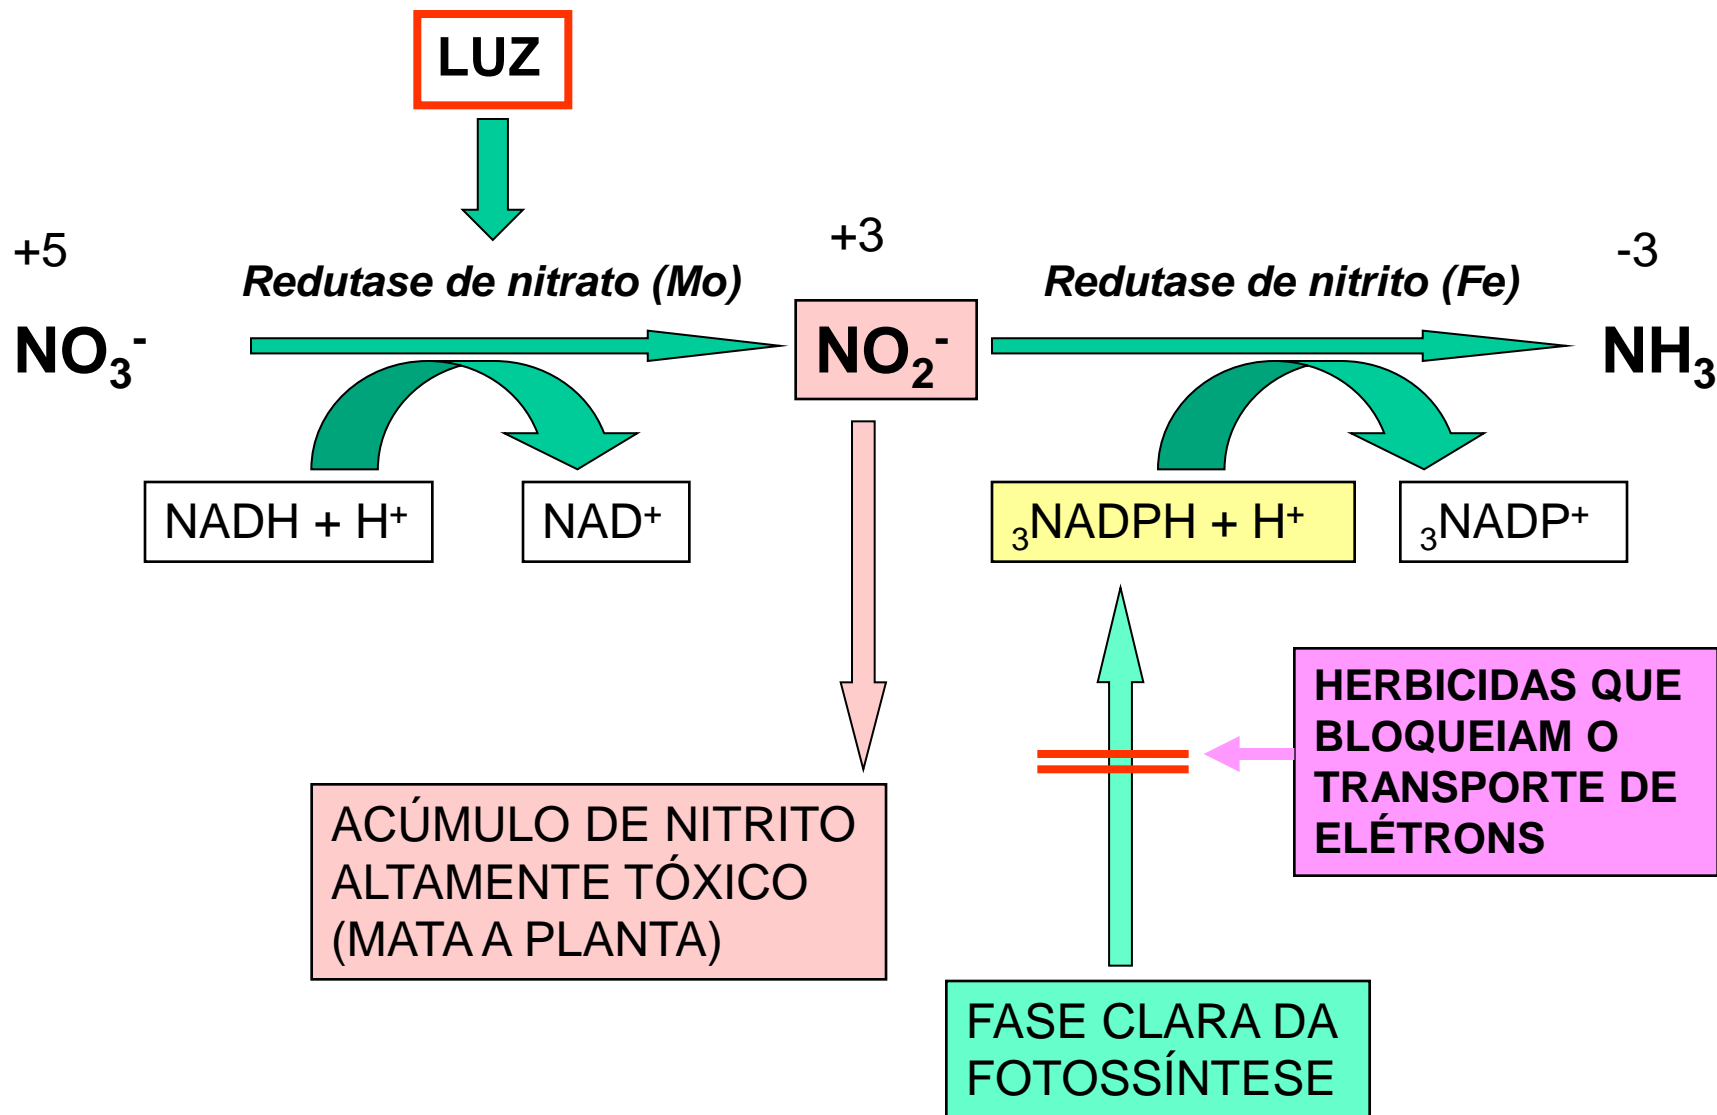 LUZ
+5
+3
-3
Redutase de nitrato (Mo)
Redutase de nitrito (Fe)
NO₃⁻
NO₂⁻
NH₃
NADH + H⁺
NAD⁺
₃NADPH + H⁺
₃NADP⁺
HERBICIDAS QUE
BLOQUEIAM O
TRANSPORTE DE
ELÉTRONS
ACÚMULO DE NITRITO
ALTAMENTE TÓXICO
(MATA A PLANTA)
FASE CLARA DA
FOTOSSÍNTESE